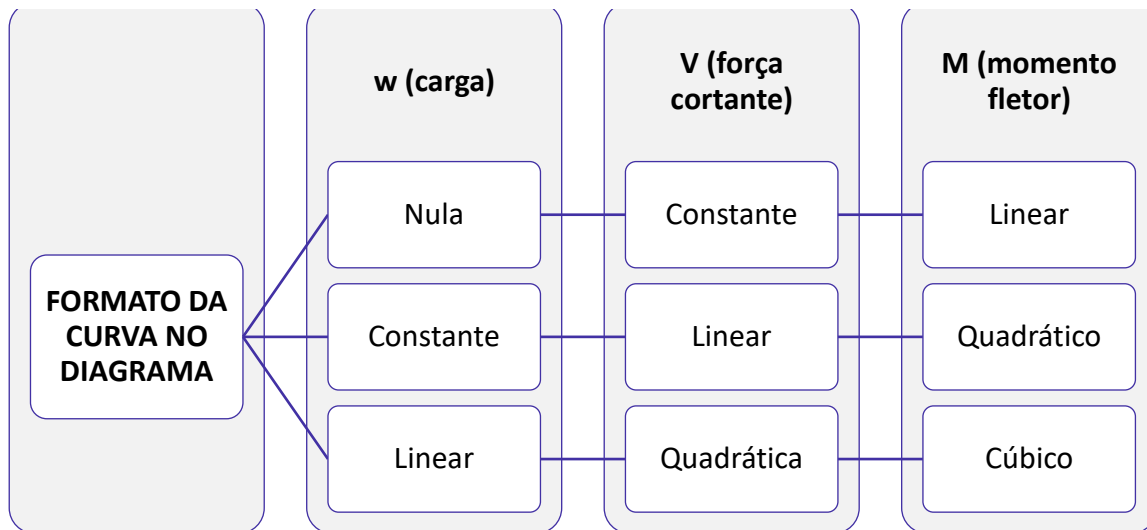 w (carga)
V (força
cortante)
M (momento
fletor)
FORMATO DA
CURVA NO
DIAGRAMA
Nula
Constante
Linear
Constante
Linear
Quadrático
Linear
Quadrática
Cúbico